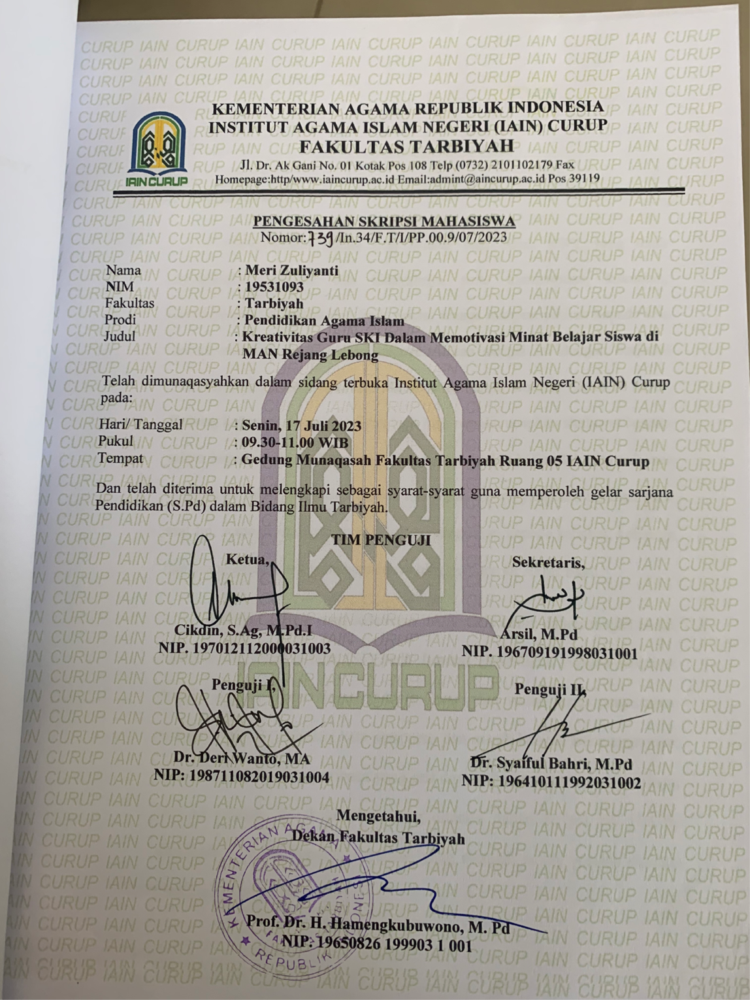 KEMENTERIAN AGAMA REPUBLIK INDONESIA
INSTITUT AGAMA ISLAM NEGERI (IAIN) CURUP
FAKULTAS TARBIYAH
Jl. Dr. Ak Gani No. 01 Kotak Pos 108 Telp (0732) 2101102179 Fax
Homepage:http/www.iaincurup.ac.id Email:admint@aincurup.ac.id Pos 39119
IAIN CURUP
PENGESAHAN SKRIPSI MAHASISWA
Nomor:739/In.34/F.T/I/PP.00.9/07/2023
Nama : Meri Zuliyanti
NIM : 19531093
Fakultas : Tarbiyah
Prodi : Pendidikan Agama Islam
Judul : Kreativitas Guru SKI Dalam Memotivasi Minat Belajar Siswa di
MAN Rejang Lebong
Telah dimunaqasyahkan dalam sidang terbuka Institut Agama Islam Negeri (IAIN) Curup
pada:
Hari/ Tanggal : Senin, 17 Juli 2023
Pukul : 09.30-11.00 WIB
Tempat : Gedung Munaqasah Fakultas Tarbiyah Ruang 05 IAIN Curup
Dan telah diterima untuk melengkapi sebagai syarat-syarat guna memperoleh gelar sarjana
Pendidikan (S.Pd) dalam Bidang Ilmu Tarbiyah.
TIM PENGUJI
Ketua, Sekretaris,
Cikdin, S.Ag, M.Pd.I Arsil, M.Pd
NIP. 197012112000031003 NIP. 196709191998031001
IAIN CURUP
Penguji I, Penguji II,
Dr. Deri Wanto, MA Dr. Syaiful Bahri, M.Pd
NIP: 198711082019031004 NIP: 196410111992031002
Mengetahui,
Dekan Fakultas Tarbiyah
KEMENTERIAN AGAMA
REPUBLIK INDONESIA
Prof. Dr. H. Hamengkubuwono, M. Pd
NIP: 19650826 199903 1 001